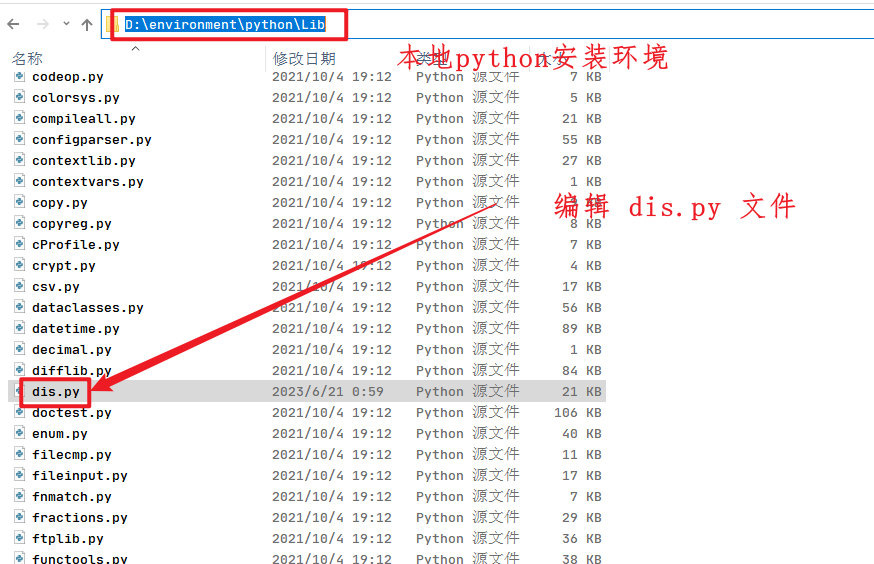 D:\environment\python\Lib
名称 修改日期 类型 大小
本地python安装环境
codeop.py 2021/10/4 19:12 Python 源文件 7 KB
colorsys.py 2021/10/4 19:12 Python 源文件 5 KB
compileall.py 2021/10/4 19:12 Python 源文件 21 KB
configparser.py 2021/10/4 19:12 Python 源文件 55 KB
contextlib.py 2021/10/4 19:12 Python 源文件 27 KB
contextvars.py 2021/10/4 19:12 Python 源文件 1 KB
copy.py 2021/10/4 19:12 Python 源文件 KB
编辑 dis.py 文件
copyreg.py 2021/10/4 19:12 Python 源文件 8 KB
cProfile.py 2021/10/4 19:12 Python 源文件 7 KB
crypt.py 2021/10/4 19:12 Python 源文件 4 KB
csv.py 2021/10/4 19:12 Python 源文件 17 KB
dataclasses.py 2021/10/4 19:12 Python 源文件 56 KB
datetime.py 2021/10/4 19:12 Python 源文件 89 KB
decimal.py 2021/10/4 19:12 Python 源文件 1 KB
difflib.py 2021/10/4 19:12 Python 源文件 84 KB
dis.py 2023/6/21 0:59 Python 源文件 21 KB
doctest.py 2021/10/4 19:12 Python 源文件 106 KB
enum.py 2021/10/4 19:12 Python 源文件 40 KB
filecmp.py 2021/10/4 19:12 Python 源文件 11 KB
fileinput.py 2021/10/4 19:12 Python 源文件 17 KB
fnmatch.py 2021/10/4 19:12 Python 源文件 7 KB
fractions.py 2021/10/4 19:12 Python 源文件 29 KB
ftplib.py 2021/10/4 19:12 Python 源文件 36 KB
functools.py 2021/10/4 19:12 Python 源文件 38 KB